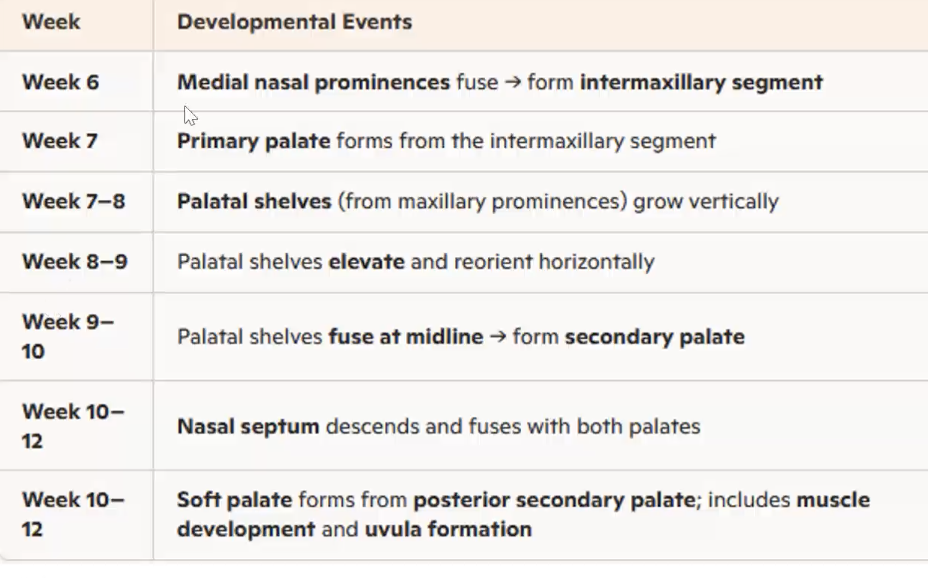 Week Developmental Events
Week 6 Medial nasal prominences fuse → form intermaxillary segment
Week 7 Primary palate forms from the intermaxillary segment
Week 7–8 Palatal shelves (from maxillary prominences) grow vertically
Week 8–9 Palatal shelves elevate and reorient horizontally
Week 9–
10 Palatal shelves fuse at midline → form secondary palate
Week 10–
12 Nasal septum descends and fuses with both palates
Week 10– Soft palate forms from posterior secondary palate; includes muscle
12 development and uvula formation